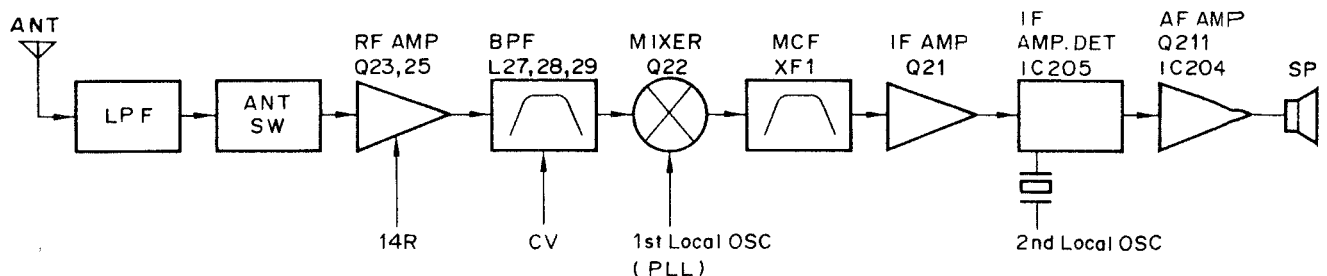 ANT
LPF
ANT
SW
RF AMP
Q23,25
14R
BPF
L27,28,29
CV
MIXER
Q22
1st Local OSC
(PLL)
MCF
XF1
IF AMP
Q21
IF
AMP. DET
IC205
2nd Local OSC
AF AMP
Q211
IC204
SP